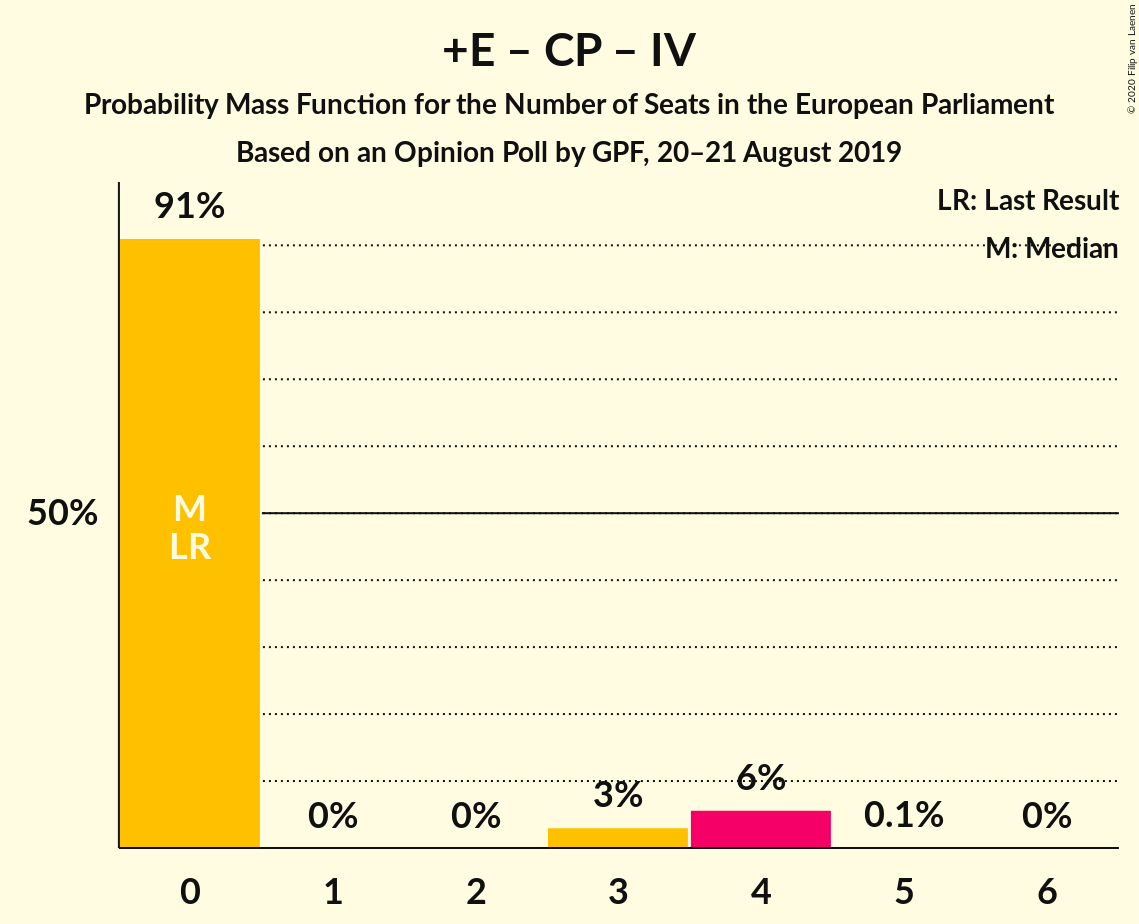 +E – CP – IV
Probability Mass Function for the Number of Seats in the European Parliament
Based on an Opinion Poll by GPF, 20–21 August 2019
© 2020 Filip van Laenen
LR: Last Result
M: Median
91%
50%
M
LR
0%
0%
3%
6%
0.1%
0%
0
1
2
3
4
5
6